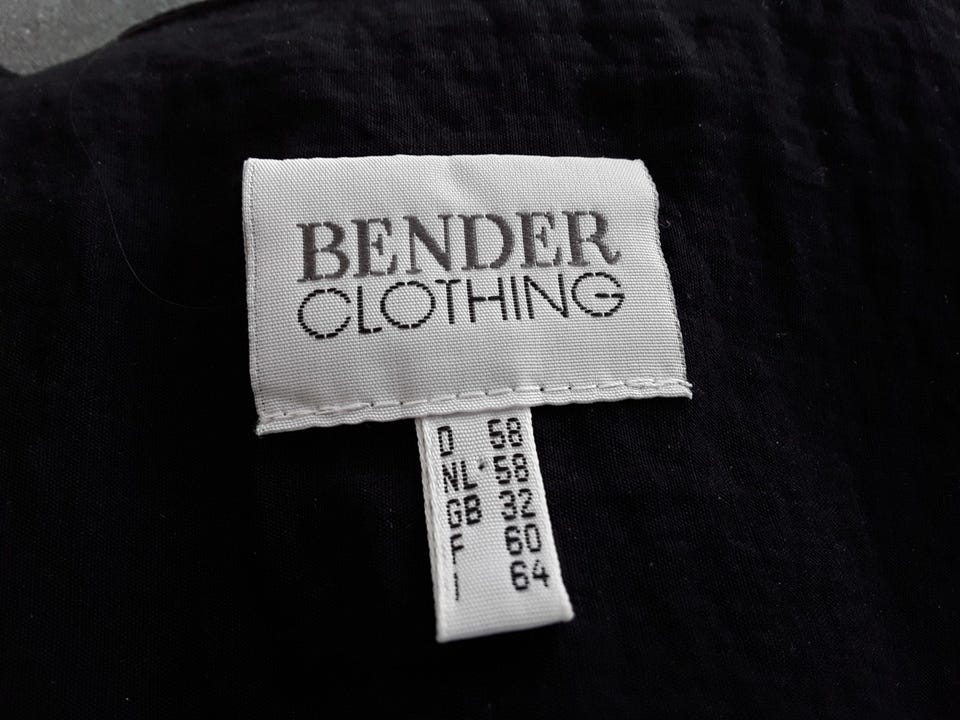 BENDER
CLOTHING
D 58
NL 58
GB 32
F 60
I 64